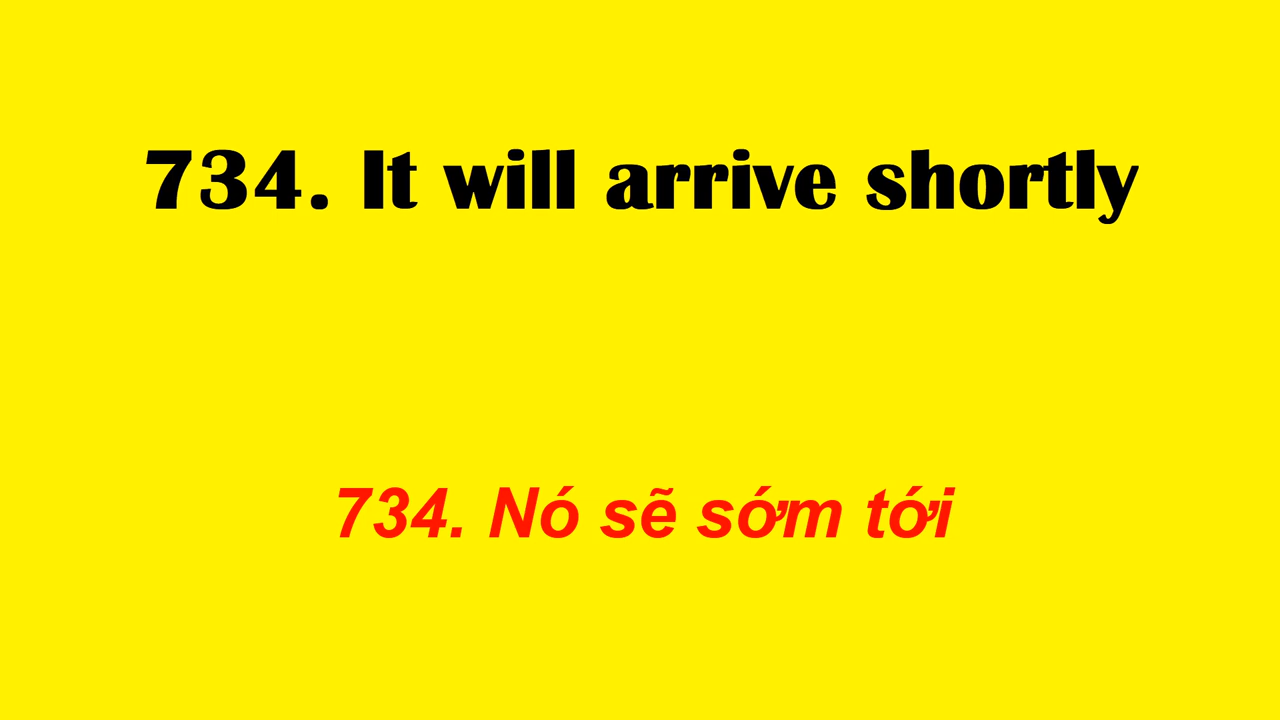 734. It will arrive shortly
734. Nó sẽ sớm tới